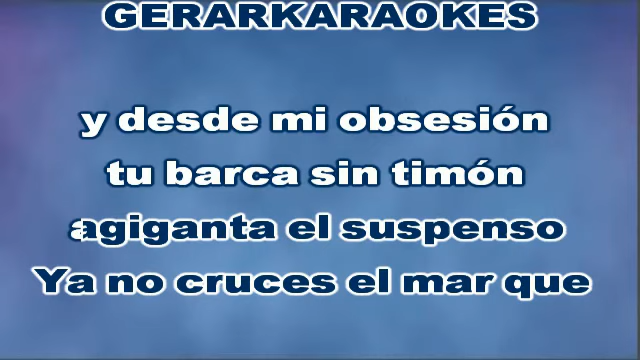 GERARKARAOKES
y desde mi obsesión
tu barca sin timón
agiganta el suspenso
Ya no cruces el mar que